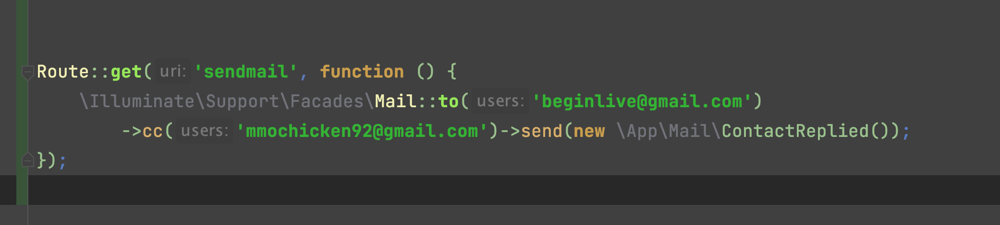 Route::get( uri: 'sendmail', function () {
\Illuminate\Support\Facades\Mail::to( users: 'beginlive@gmail.com')
->cc( users: 'mmochicken92@gmail.com')->send(new \App\Mail\ContactReplied());
});